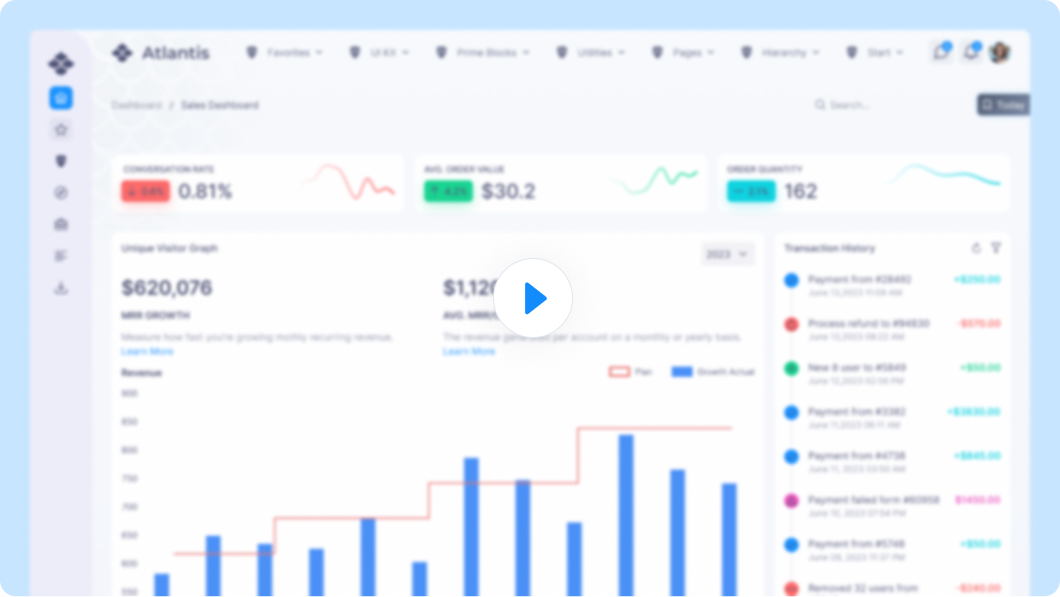 Atlantis
Favorites
UI Kit
Prime Blocks
Utilities
Pages
Hierarchy
Start
Dashboard / Sales Dashboard
Search...
Today
CONVERSATION RATE
0.81%
AVG. ORDER VALUE
$30.2
ORDER QUANTITY
162
Unique Visitor Graph
2023
$620,076
MRR GROWTH
Measure how fast you're growing mothly recurring revenue.
Learn More
$1,120
AVG. MRR/
The revenue per account on a monthly or yearly basis.
Learn More
Revenue
Plan
Growth Actual
900
850
800
750
700
650
600
550
Transaction History
Payment from #28492
+$250.00
Process refund to #94830
-$570.00
New 8 user to #5849
+$50.00
Payment from #3382
+$3830.00
Payment from #4738
+$845.00
Payment failed form #60958
$1450.00
Payment from #5748
+$50.00
Removed 32 users from
-$240.00